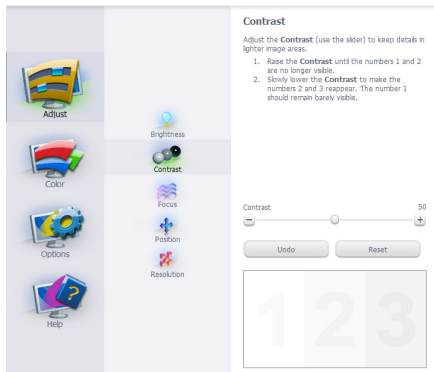 Adjust
Color
Options
Help
Brightness
Contrast
Focus
Position
Resolution
Contrast
Adjust the Contrast (use the slider) to keep details in
lighter image areas.
1. Raise the Contrast until the numbers 1 and 2
are no longer visible.
2. Slowly lower the Contrast to make the
numbers 2 and 3 reappear. The number 1
should remain barely visible.
Contrast 50
Undo Reset
1 2 3